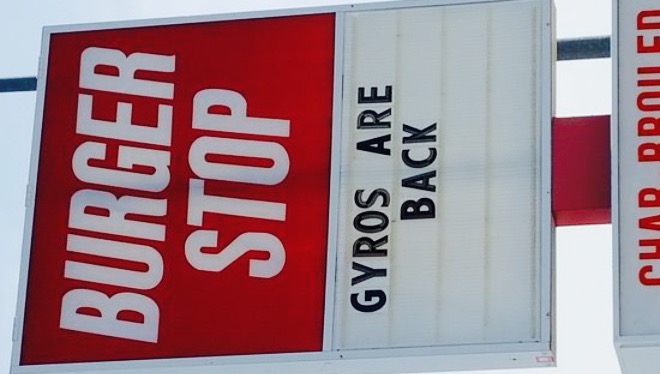 BURGER
STOP
GYROS ARE
BACK
CHAR BROILED